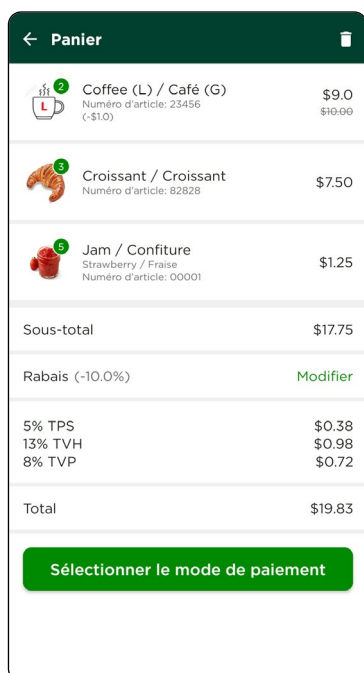 Panier
2
Coffee (L) / Café (G)
$9.0
Numéro d'article: 23456
$10.00
(-$1.0)
L
3
Croissant / Croissant
$7.50
Numéro d'article: 82828
5
Jam / Confiture
Strawberry / Fraise
$1.25
Numéro d'article: 00001
Sous-total $17.75
Rabais (-10.0%) Modifier
5% TPS $0.38
13% TVH $0.98
8% TVP $0.72
Total $19.83
Sélectionner le mode de paiement